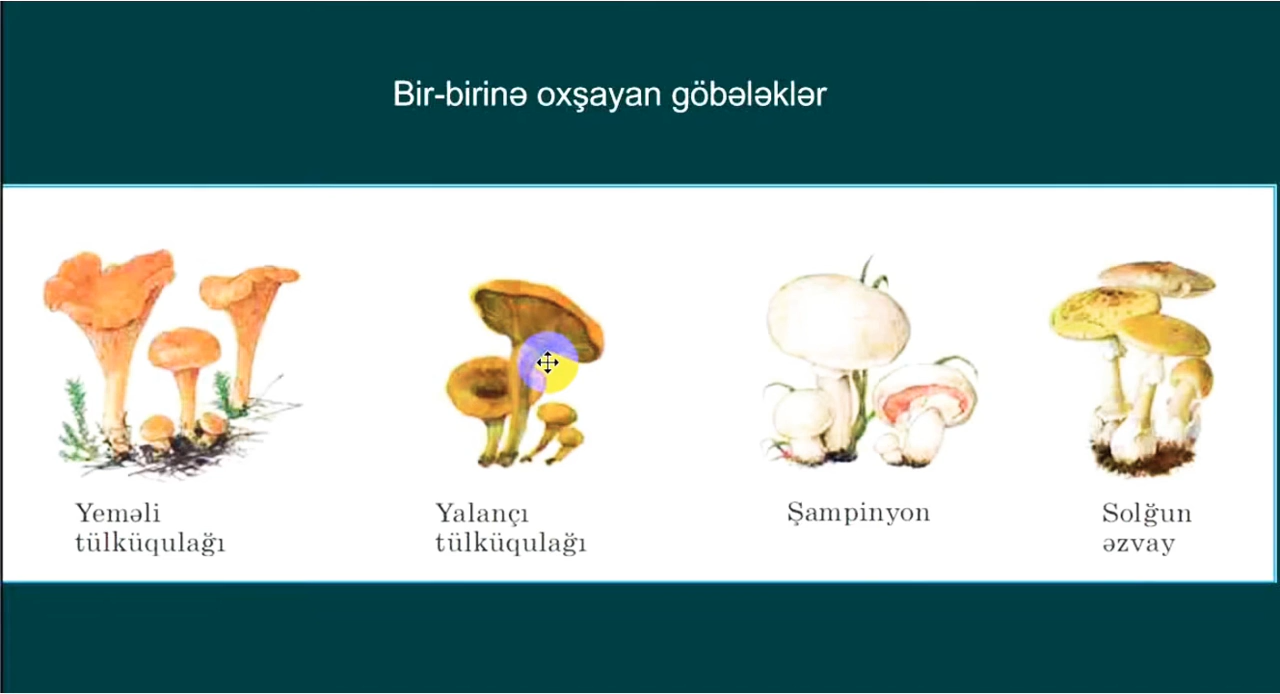 Bir-birinə oxşayan göbələklər
Yeməli
tülküqulağı
Yalançı
tülküqulağı
Şampinyon
Solğun
əzvay